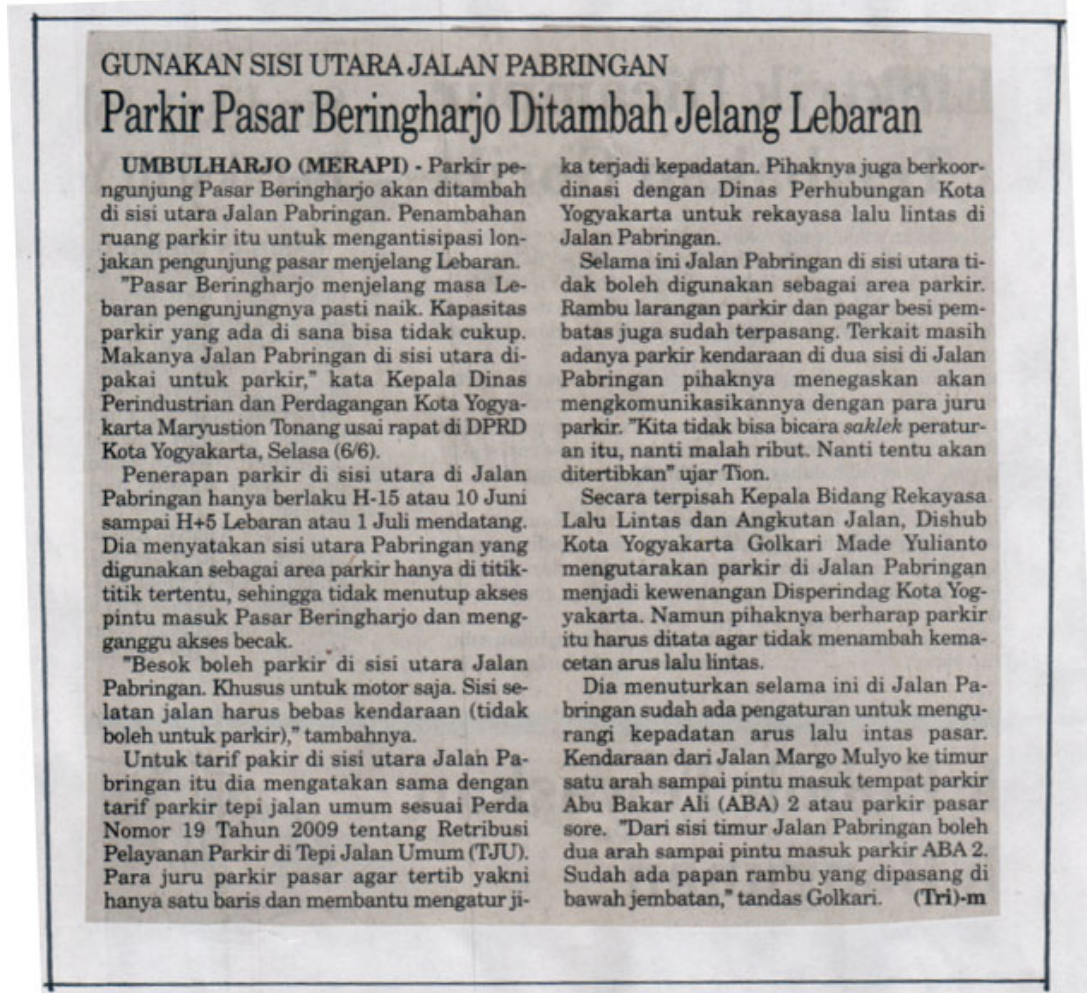 GUNAKAN SISI UTARA JALAN PABRINGAN
Parkir Pasar Beringharjo Ditambah Jelang Lebaran
UMBULHARJO (MERAPI) - Parkir pe-
ngunjung Pasar Beringharjo akan ditambah
di sisi utara Jalan Pabringan. Penambahan
ruang parkir itu untuk mengantisipasi lon-
jakan pengunjung pasar menjelang Lebaran.
"Pasar Beringharjo menjelang masa Le-
baran pengunjungnya pasti naik. Kapasitas
parkir yang ada di sana bisa tidak cukup.
Makanya Jalan Pabringan di sisi utara di-
pakai untuk parkir," kata Kepala Dinas
Perindustrian dan Perdagangan Kota Yogya-
karta Maryustion Tonang usai rapat di DPRD
Kota Yogyakarta, Selasa (6/6).
Penerapan parkir di sisi utara di Jalan
Pabringan hanya berlaku H-15 atau 10 Juni
sampai H+5 Lebaran atau 1 Juli mendatang.
Dia menyatakan sisi utara Pabringan yang
digunakan sebagai area parkir hanya di titik-
titik tertentu, sehingga tidak menutup akses
pintu masuk Pasar Beringharjo dan meng-
ganggu akses becak.
"Besok boleh parkir di sisi utara Jalan
Pabringan. Khusus untuk motor saja. Sisi se-
latan jalan harus bebas kendaraan (tidak
boleh untuk parkir)," tambahnya.
Untuk tarif pakir di sisi utara Jalan Pa-
bringan itu dia mengatakan sama dengan
tarif parkir tepi jalan umum sesuai Perda
Nomor 19 Tahun 2009 tentang Retribusi
Pelayanan Parkir di Tepi Jalan Umum (TJU).
Para juru parkir pasar agar tertib yakni
hanya satu baris dan membantu mengatur ji-
ka terjadi kepadatan. Pihaknya juga berkoor-
dinasi dengan Dinas Perhubungan Kota
Yogyakarta untuk rekayasa lalu lintas di
Jalan Pabringan.
Selama ini Jalan Pabringan di sisi utara ti-
dak boleh digunakan sebagai area parkir.
Rambu larangan parkir dan pagar besi pem-
batas juga sudah terpasang. Terkait masih
adanya parkir kendaraan di dua sisi di Jalan
Pabringan pihaknya menegaskan akan
mengkomunikasikannya dengan para juru
parkir. "Kita tidak bisa bicara saklek peratur-
an itu, nanti malah ribut. Nanti tentu akan
ditertibkan" ujar Tion.
Secara terpisah Kepala Bidang Rekayasa
Lalu Lintas dan Angkutan Jalan, Dishub
Kota Yogyakarta Golkari Made Yulianto
mengutarakan parkir di Jalan Pabringan
menjadi kewenangan Disperindag Kota Yog-
yakarta. Namun pihaknya berharap parkir
itu harus ditata agar tidak menambah kema-
cetan arus lalu lintas.
Dia menuturkan selama ini di Jalan Pa-
bringan sudah ada pengaturan untuk mengu-
rangi kepadatan arus lalu intas pasar.
Kendaraan dari Jalan Margo Mulyo ke timur
satu arah sampai pintu masuk tempat parkir
Abu Bakar Ali (ABA) 2 atau parkir pasar
sore. "Dari sisi timur Jalan Pabringan boleh
dua arah sampai pintu masuk parkir ABA 2.
Sudah ada papan rambu yang dipasang di
bawah jembatan," tandas Golkari. (Tri)-m